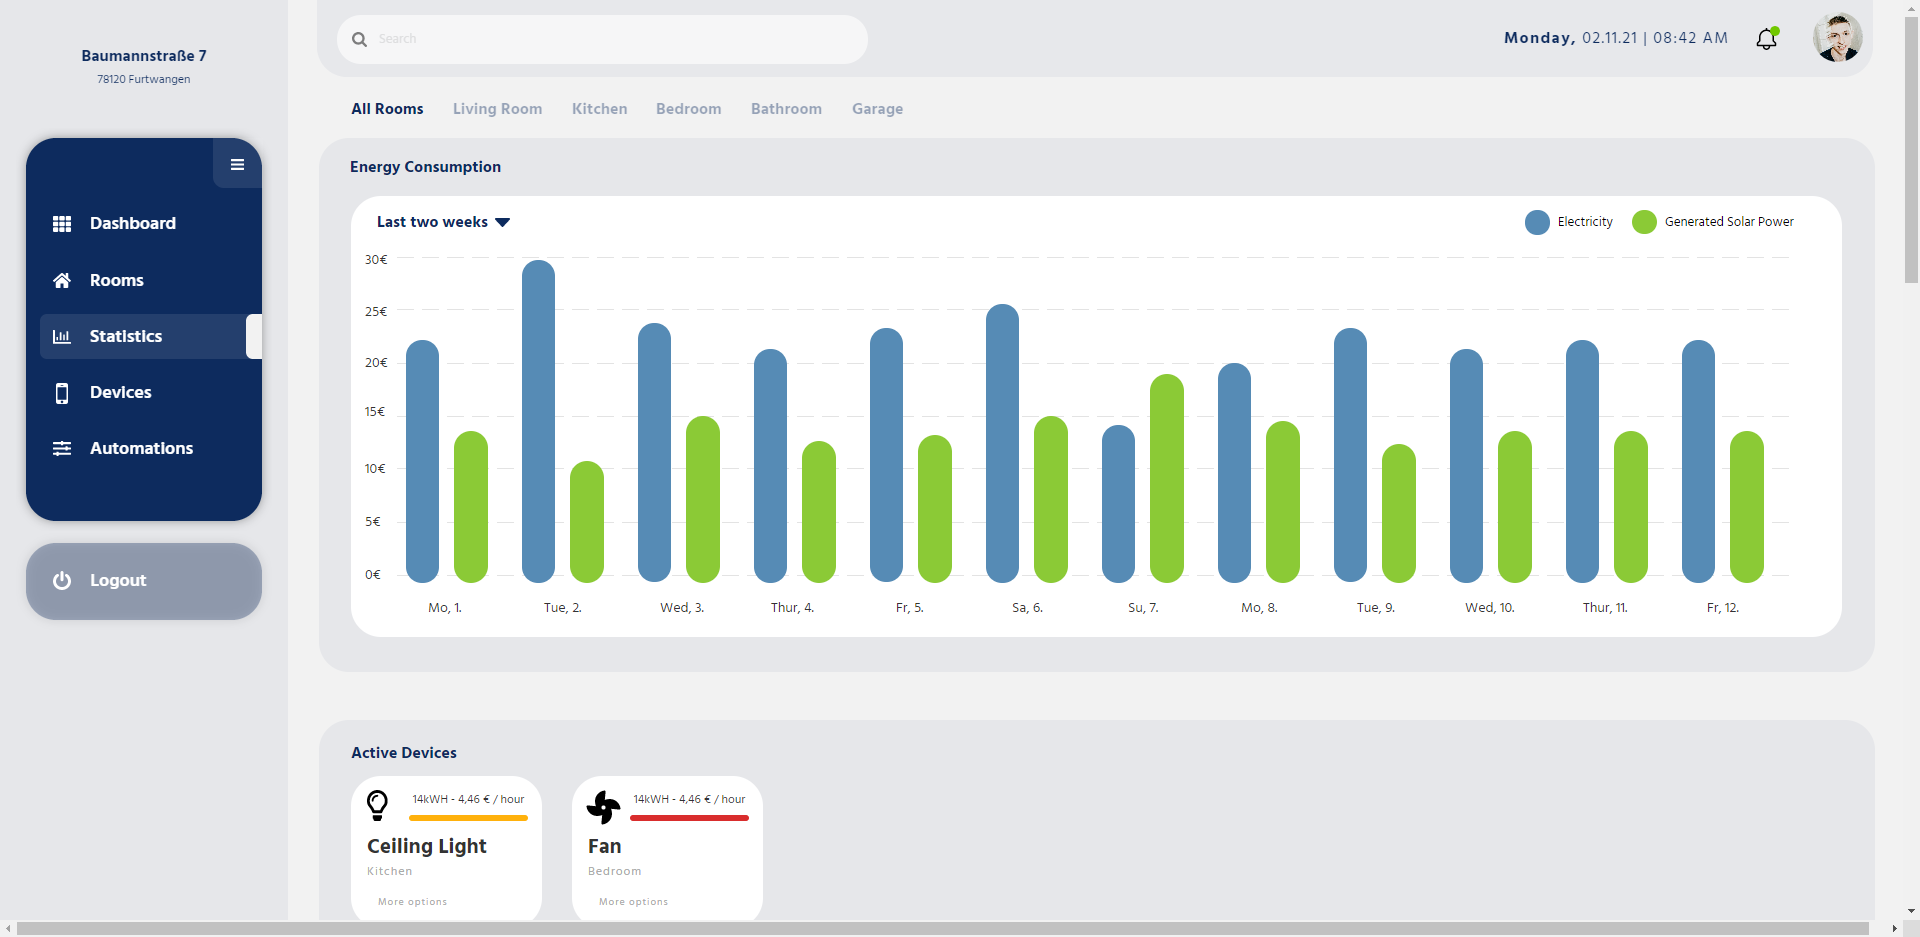 Baumannstraße 7
78120 Furtwangen
Dashboard
Rooms
Statistics
Devices
Automations
Logout
Search
Monday, 02.11.21 | 08:42 AM
All Rooms Living Room Kitchen Bedroom Bathroom Garage
Energy Consumption
Last two weeks
Electricity Generated Solar Power
30€
25€
20€
15€
10€
5€
0€
Mo, 1. Tue, 2. Wed, 3. Thur, 4. Fr, 5. Sa, 6. Su, 7. Mo, 8. Tue, 9. Wed, 10. Thur, 11. Fr, 12.
Active Devices
14kWH - 4,46 € / hour
Ceiling Light
Kitchen
More options
14kWH - 4,46 € / hour
Fan
Bedroom
More options